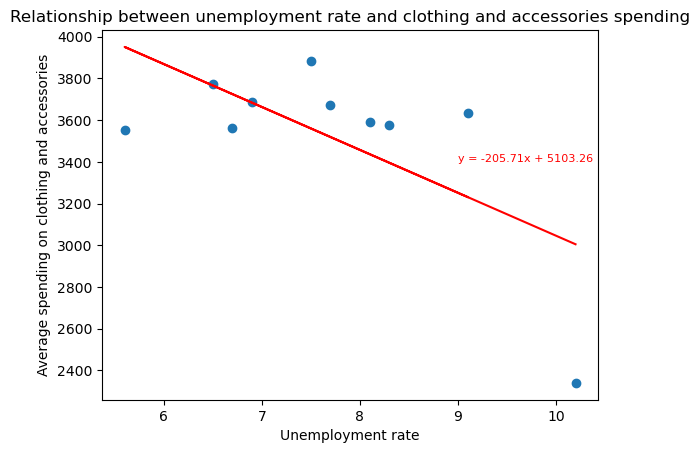 Relationship between unemployment rate and clothing and accessories spending
4000
3800
3600
3400
3200
3000
2800
2600
2400
Average spending on clothing and accessories
y = -205.71x + 5103.26
6 7 8 9 10
Unemployment rate